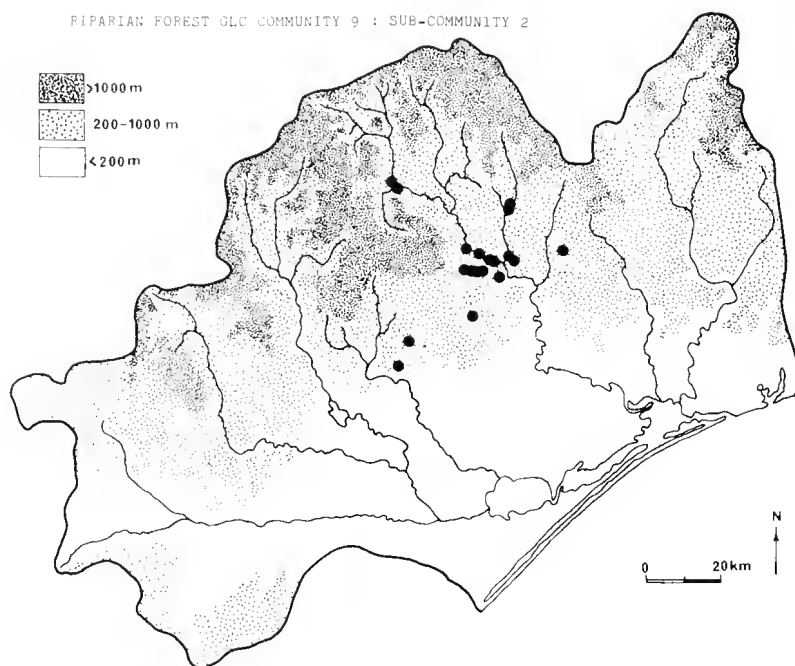 RIPARIAN FOREST GLC COMMUNITY 9 : SUB-COMMUNITY 2
>1000 m
200-1000 m
<200 m
N
0 20km